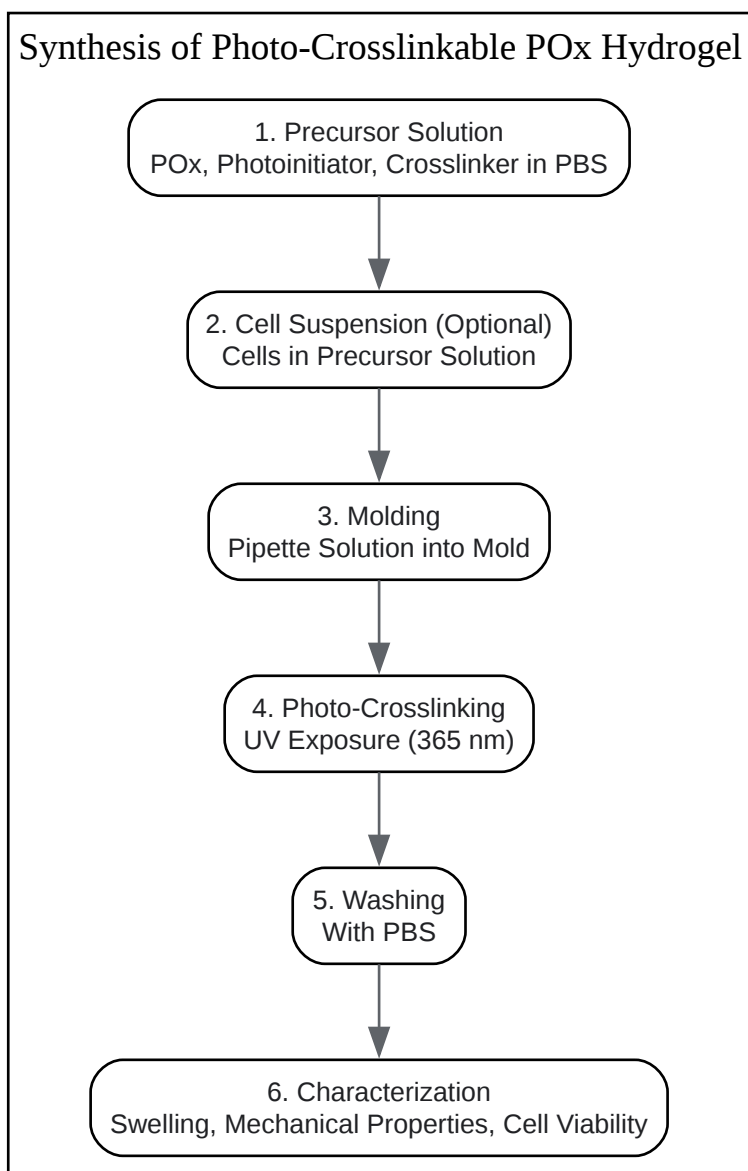 Synthesis of Photo-Crosslinkable POx Hydrogel
1. Precursor Solution
POx, Photoinitiator, Crosslinker in PBS
2. Cell Suspension (Optional)
Cells in Precursor Solution
3. Molding
Pipette Solution into Mold
4. Photo-Crosslinking
UV Exposure (365 nm)
5. Washing
With PBS
6. Characterization
Swelling, Mechanical Properties, Cell Viability